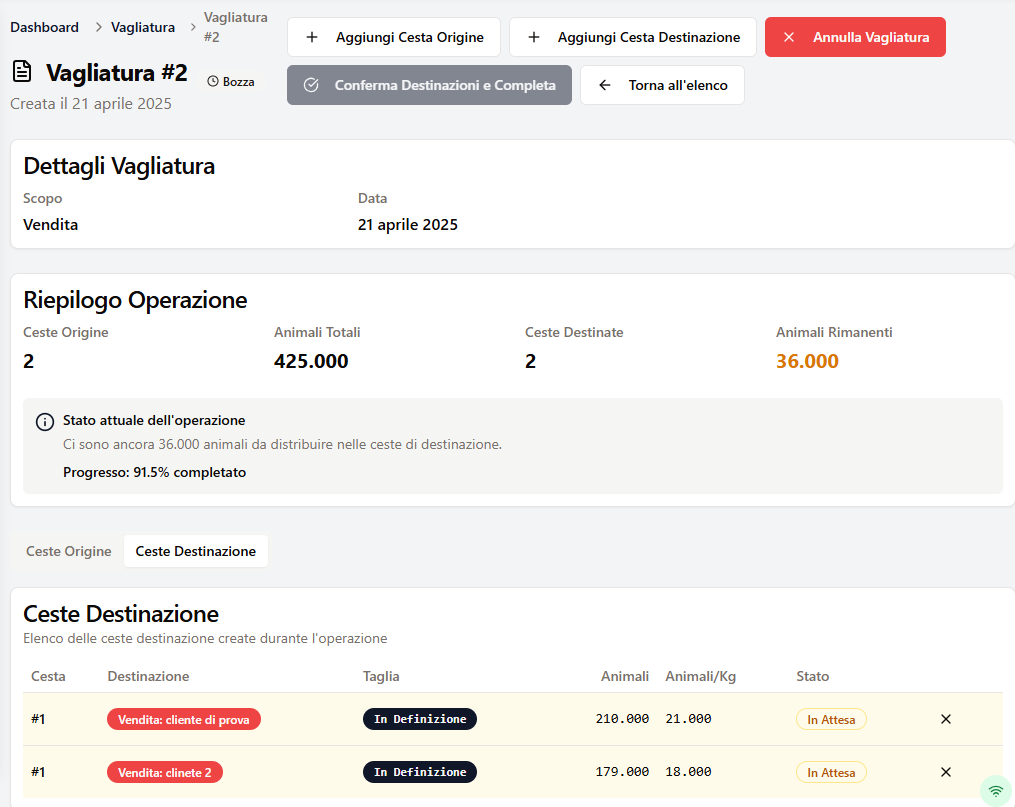 Dashboard > Vagliatura > Vagliatura #2
Vagliatura #2
Bozza
Creata il 21 aprile 2025
Aggiungi Cesta Origine
Aggiungi Cesta Destinazione
Annulla Vagliatura
Conferma Destinazioni e Completa
Torna all'elenco
Dettagli Vagliatura
Scopo
Vendita
Data
21 aprile 2025
Riepilogo Operazione
Ceste Origine
2
Animali Totali
425.000
Ceste Destinate
2
Animali Rimanenti
36.000
Stato attuale dell'operazione
Ci sono ancora 36.000 animali da distribuire nelle ceste di destinazione.
Progresso: 91.5% completato
Ceste Origine
Ceste Destinazione
Ceste Destinazione
Elenco delle ceste destinazione create durante l'operazione
Cesta Destinazione Taglia Animali Animali/Kg Stato
#1 Vendita: cliente di prova In Definizione 210.000 21.000 In Attesa
#1 Vendita: clinete 2 In Definizione 179.000 18.000 In Attesa